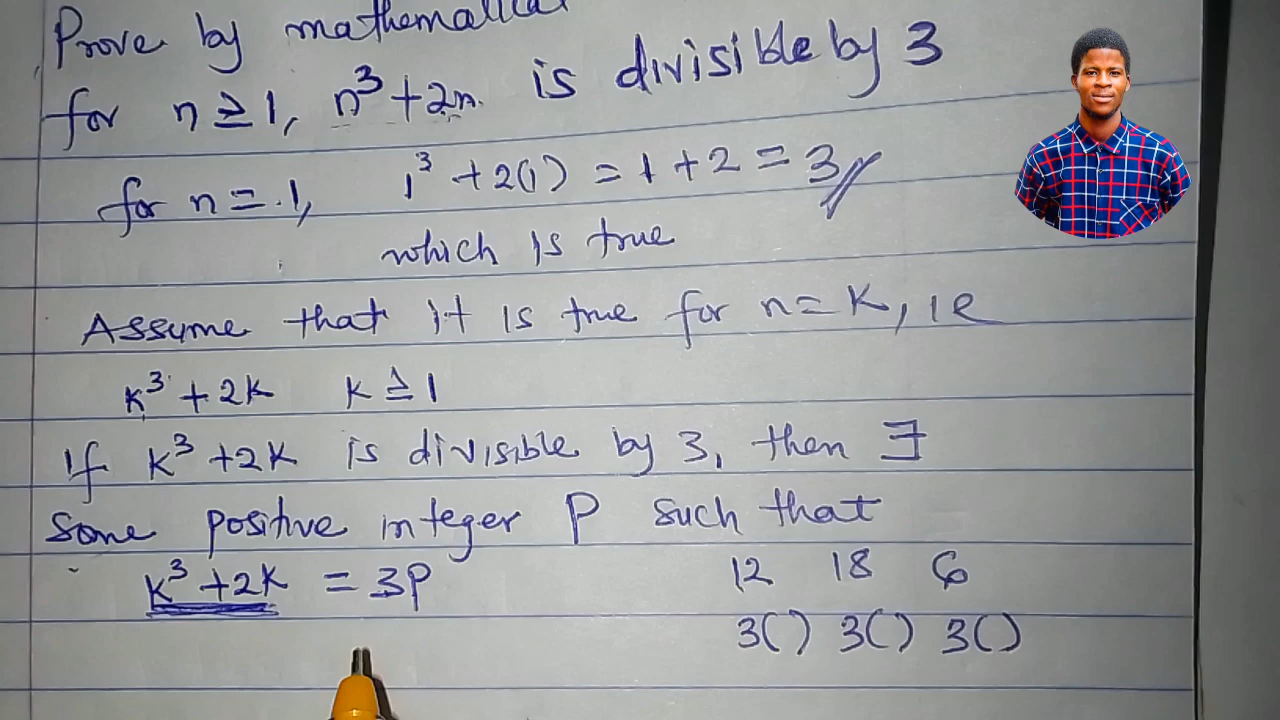 Prove by mathematical
for n ≥ 1, n³ + 2n is divisible by 3
for n = 1, 1³ + 2(1) = 1 + 2 = 3
which is true
Assume that it is true for n = K, ie
K³ + 2K K ≥ 1
If K³ + 2K is divisible by 3, then ∃
some positive integer P such that
K³ + 2K = 3P
12 18 6
3( ) 3( ) 3( )